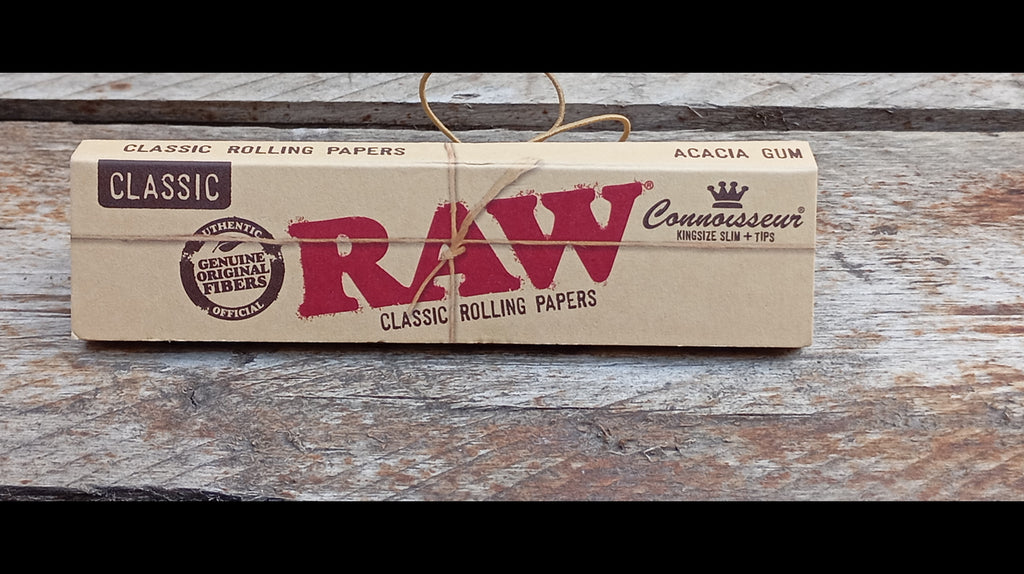 CLASSIC ROLLING PAPERS
ACACIA GUM
CLASSIC
AUTHENTIC
GENUINE
ORIGINAL
FIBERS
OFFICIAL
RAW®
CLASSIC ROLLING PAPERS
Connoisseur®
KINGSIZE SLIM + TIPS